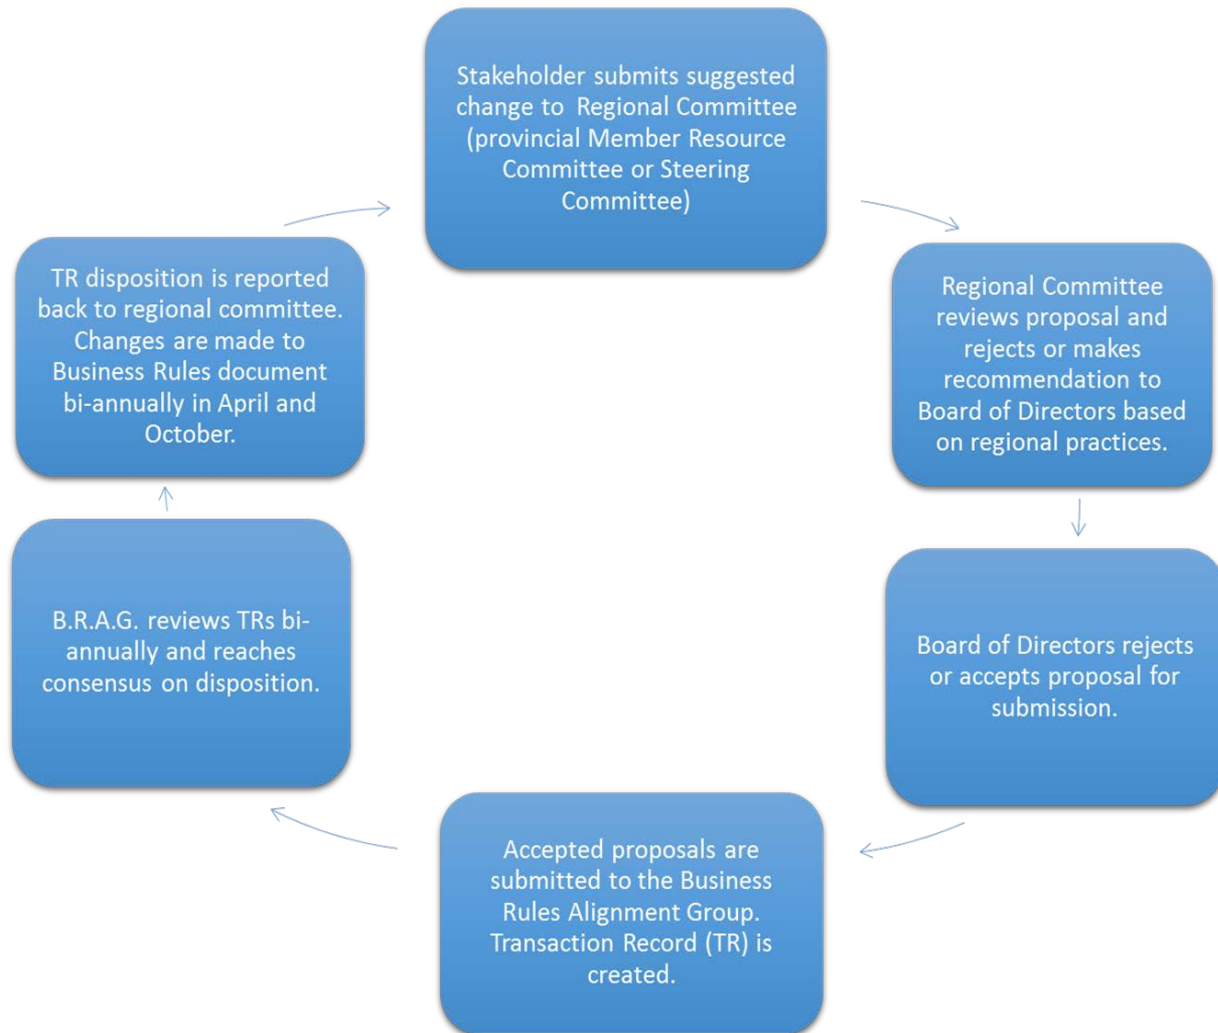 Stakeholder submits suggested
change to  Regional Committee
(provincial Member Resource
Committee or Steering
Committee)
Regional Committee
reviews proposal and
rejects or makes
recommendation to
Board of Directors based
on regional practices.
Board of Directors rejects
or accepts proposal for
submission.
Accepted proposals are
submitted to the Business
Rules Alignment Group.
Transaction Record (TR) is
created.
B.R.A.G. reviews TRs bi-
annually and reaches
consensus on disposition.
TR disposition is reported
back to regional committee.
Changes are made to
Business Rules document
bi-annually in April and
October.